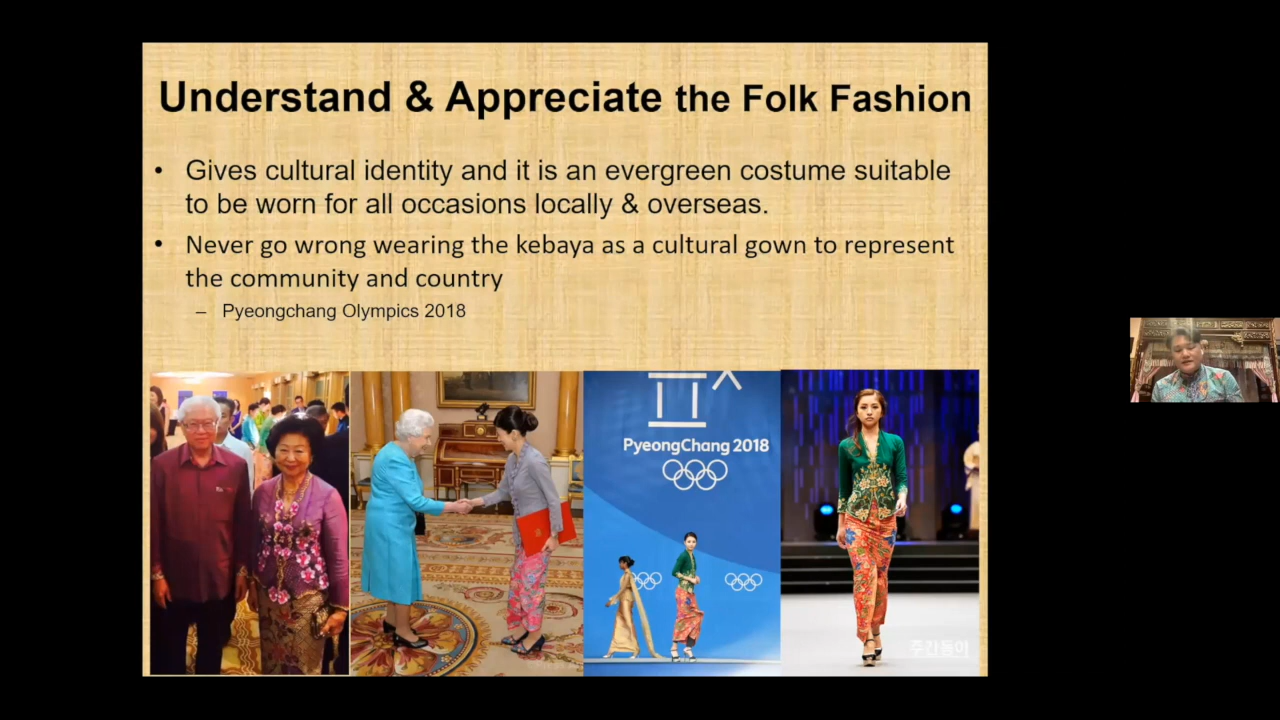 Understand & Appreciate the Folk Fashion
• Gives cultural identity and it is an evergreen costume suitable
to be worn for all occasions locally & overseas.
• Never go wrong wearing the kebaya as a cultural gown to represent
the community and country
– Pyeongchang Olympics 2018
PyeongChang 2018
주간동아